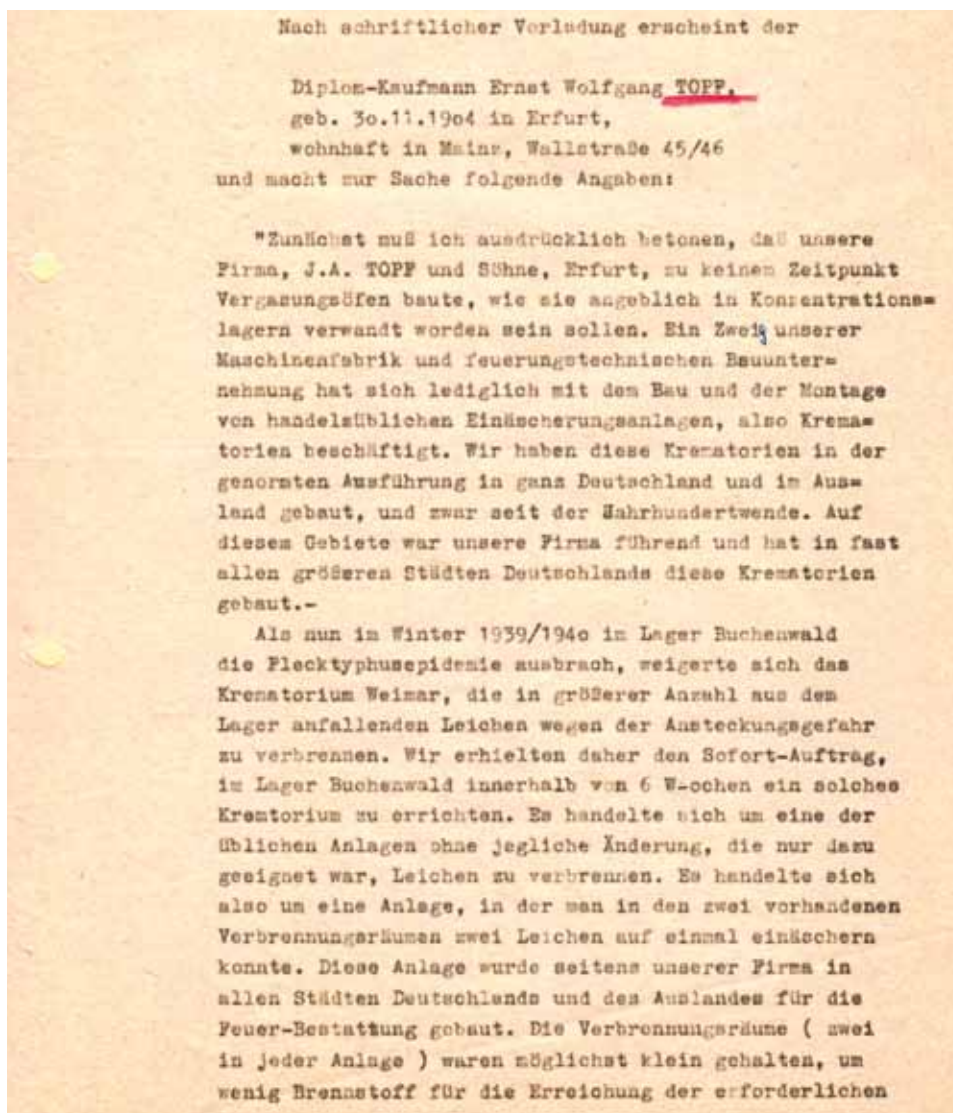 Nach schriftlicher Vorladung erscheint der
Diplom-Kaufmann Ernst Wolfgang TOPF,
geb. 3o.11.19o4 in Erfurt,
wohnhaft in Mainz, Wallstraße 45/46
und macht zur Sache folgende Angaben:
"Zunächst muß ich ausdrücklich betonen, daß unsere
Firma, J.A. TOPF und Söhne, Erfurt, zu keinem Zeitpunkt
Vergasungsöfen baute, wie sie angeblich in Konzentrations=
lagern verwandt worden sein sollen. Ein Zweig unserer
Maschinenfabrik und feuerungstechnischen Bauunter=
nehmung hat sich lediglich mit dem Bau und der Montage
von handelsüblichen Einäscherungsanlagen, also Krema=
torien beschäftigt. Wir haben diese Krematorien in der
genormten Ausführung in ganz Deutschland und im Aus=
land gebaut, und zwar seit der Jahrhundertwende. Auf
diesem Gebiete war unsere Firma führend und hat in fast
allen größeren Städten Deutschlands diese Krematorien
gebaut.-
Als nun im Winter 1939/194o im Lager Buchenwald
die Flecktyphusepidemie ausbrach, weigerte sich das
Krematorium Weimar, die in größerer Anzahl aus dem
Lager anfallenden Leichen wegen der Ansteckungsgefahr
zu verbrennen. Wir erhielten daher den Sofort-Auftrag,
im Lager Buchenwald innerhalb von 6 W-ochen ein solches
Kremtorium zu errichten. Es handelte sich um eine der
üblichen Anlagen ohne jegliche Änderung, die nur dazu
geeignet war, Leichen zu verbrennen. Es handelte sich
also um eine Anlage, in der man in den zwei vorhandenen
Verbrennungsräumen zwei Leichen auf einmal einäschern
konnte. Diese Anlage wurde seitens unserer Firma in
allen Städten Deutschlands und des Auslandes für die
Feuer-Bestattung gebaut. Die Verbrennungsräume ( zwei
in jeder Anlage ) waren möglichst klein gehalten, um
wenig Brennstoff für die Erreichung der erforderlichen